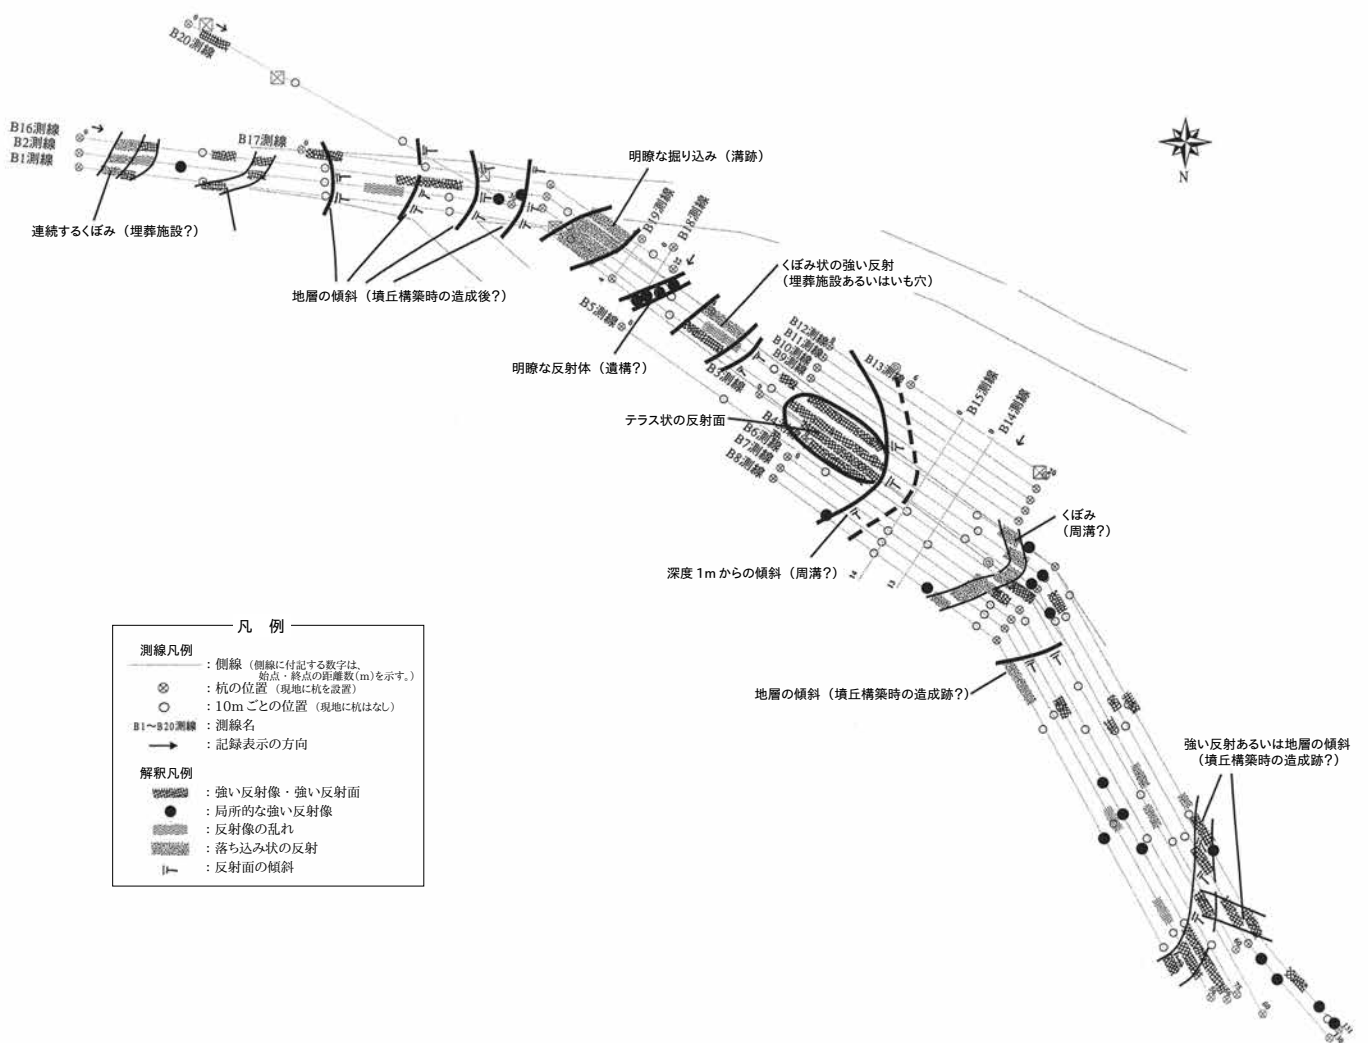 B20測線
B16測線
B2測線
B1測線
B17測線
連続するくぼみ（埋葬施設？）
地層の傾斜（墳丘構築時の造成後？）
明瞭な掘り込み（溝跡）
B19測線
B18測線
くぼみ状の強い反射
（埋葬施設あるいはいも穴）
B5測線
明瞭な反射体（遺構？）
B12測線
B11測線
B10測線
B9測線
B13測線
B15測線
B14測線
B3測線
テラス状の反射面
B6測線
B7測線
B8測線
くぼみ
（周溝？）
深度1mからの傾斜（周溝？）
14
13
地層の傾斜（墳丘構築時の造成跡？）
強い反射あるいは地層の傾斜
（墳丘構築時の造成跡？）
N
凡　例
測線凡例
：側線（側線に付記する数字は、
始点・終点の距離数(m)を示す。）
：杭の位置（現地に杭を設置）
：10mごとの位置（現地に杭はなし）
B1～B20測線：測線名
：記録表示の方向
解釈凡例
：強い反射像・強い反射面
：局所的な強い反射像
：反射像の乱れ
：落ち込み状の反射
：反射面の傾斜